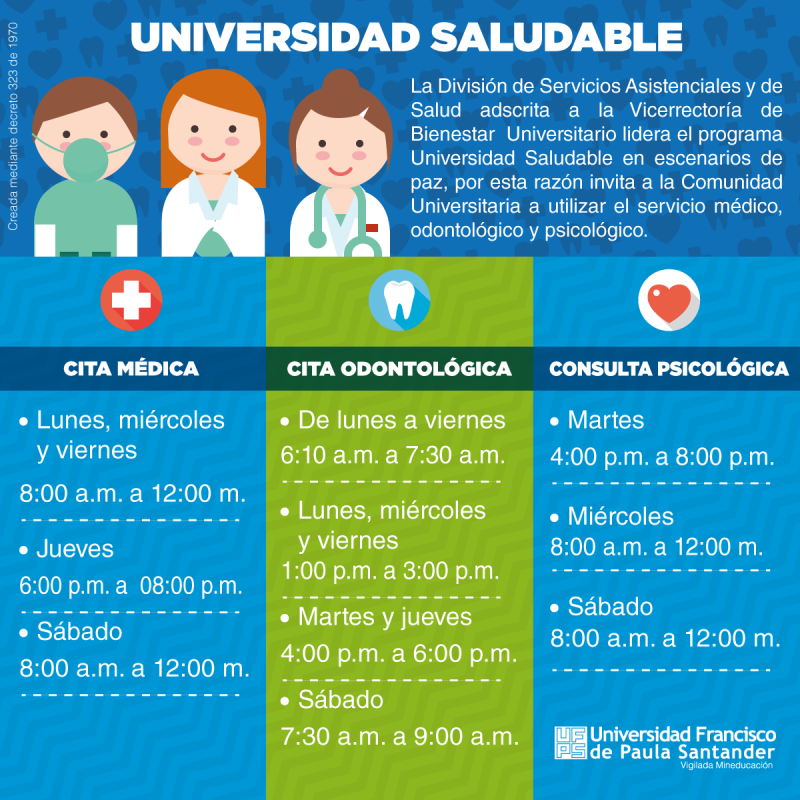 UNIVERSIDAD SALUDABLE
Creada mediante decreto 323 de 1970
La División de Servicios Asistenciales y de
Salud adscrita a la Vicerrectoría de
Bienestar Universitario lidera el programa
Universidad Saludable en escenarios de
paz, por esta razón invita a la Comunidad
Universitaria a utilizar el servicio médico,
odontológico y psicológico.
CITA MÉDICA
• Lunes, miércoles
y viernes
8:00 a.m. a 12:00 m.
• Jueves
6:00 p.m. a 08:00 p.m.
• Sábado
8:00 a.m. a 12:00 m.
CITA ODONTOLÓGICA
• De lunes a viernes
6:10 a.m. a 7:30 a.m.
• Lunes, miércoles
y viernes
1:00 p.m. a 3:00 p.m.
• Martes y jueves
4:00 p.m. a 6:00 p.m.
• Sábado
7:30 a.m. a 9:00 a.m.
CONSULTA PSICOLÓGICA
• Martes
4:00 p.m. a 8:00 p.m.
• Miércoles
8:00 a.m. a 12:00 m.
• Sábado
8:00 a.m. a 12:00 m.
UF
PS
Universidad Francisco
de Paula Santander
Vigilada Mineducación